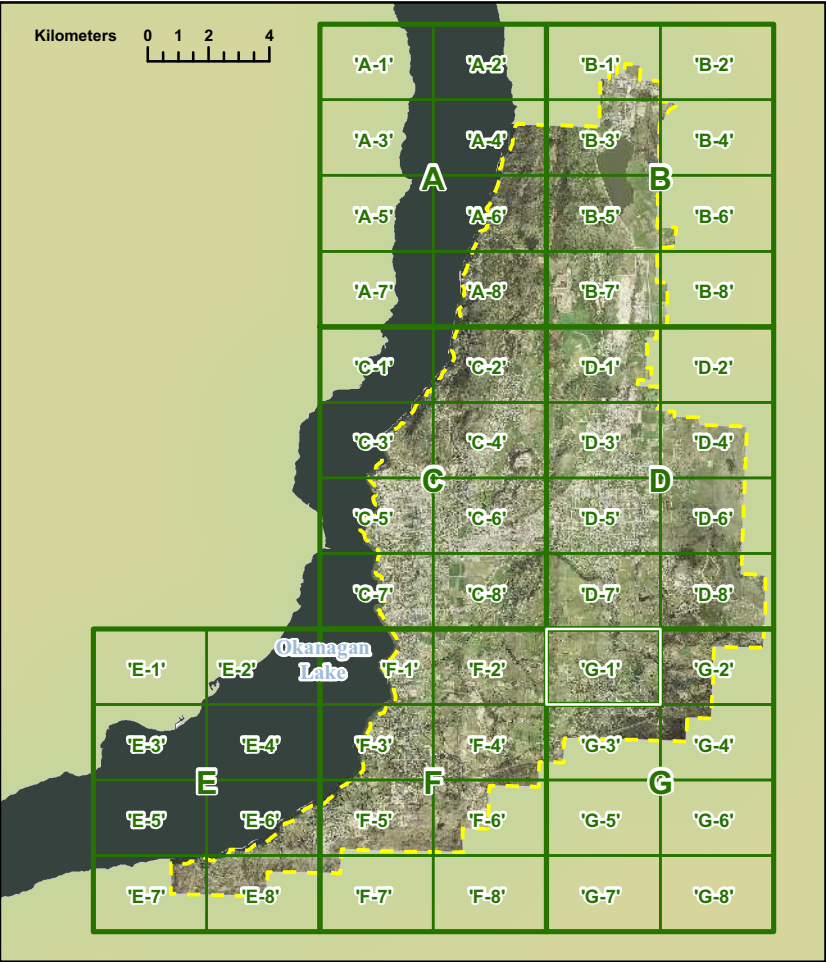 Kilometers 0 1 2 4
'A-1' 'A-2' 'B-1' 'B-2'
'A-3' 'A-4' 'B-3' 'B-4'
A B
'A-5' 'A-6' 'B-5' 'B-6'
'A-7' 'A-8' 'B-7' 'B-8'
'C-1' 'C-2' 'D-1' 'D-2'
'C-3' 'C-4' 'D-3' 'D-4'
C D
'C-5' 'C-6' 'D-5' 'D-6'
'C-7' 'C-8' 'D-7' 'D-8'
Okanagan
Lake
'E-1' 'E-2' 'F-1' 'F-2' 'G-1' 'G-2'
'E-3' 'E-4' 'F-3' 'F-4' 'G-3' 'G-4'
E F G
'E-5' 'E-6' 'F-5' 'F-6' 'G-5' 'G-6'
'E-7' 'E-8' 'F-7' 'F-8' 'G-7' 'G-8'